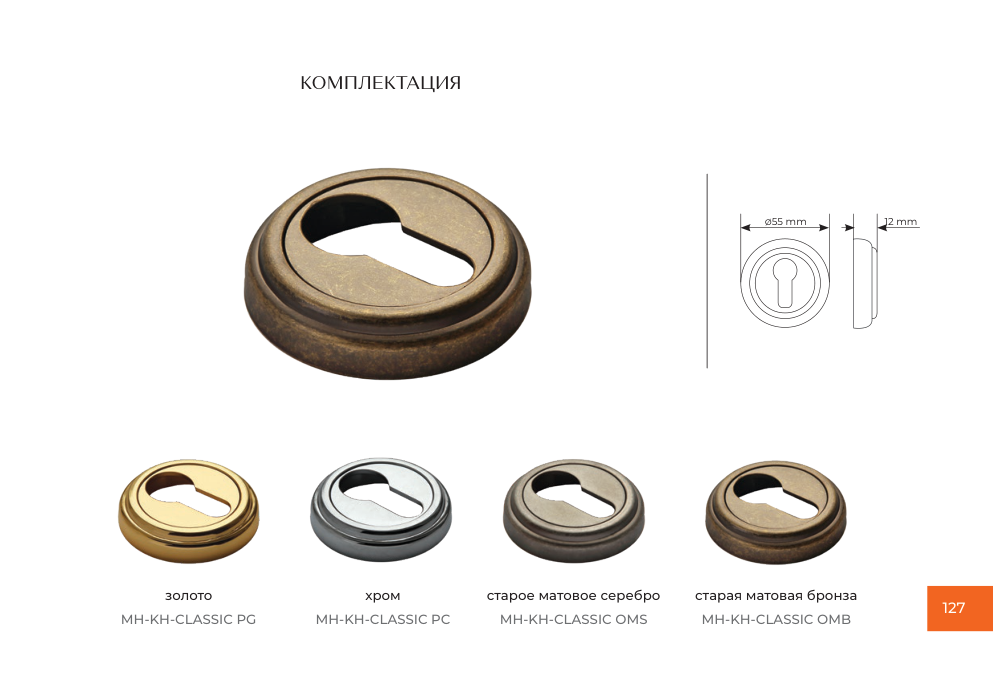 КОМПЛЕКТАЦИЯ
⌀55 mm
12 mm
золото
MH-KH-CLASSIC PG
хром
MH-KH-CLASSIC PC
старое матовое серебро
MH-KH-CLASSIC OMS
старая матовая бронза
MH-KH-CLASSIC OMB
127